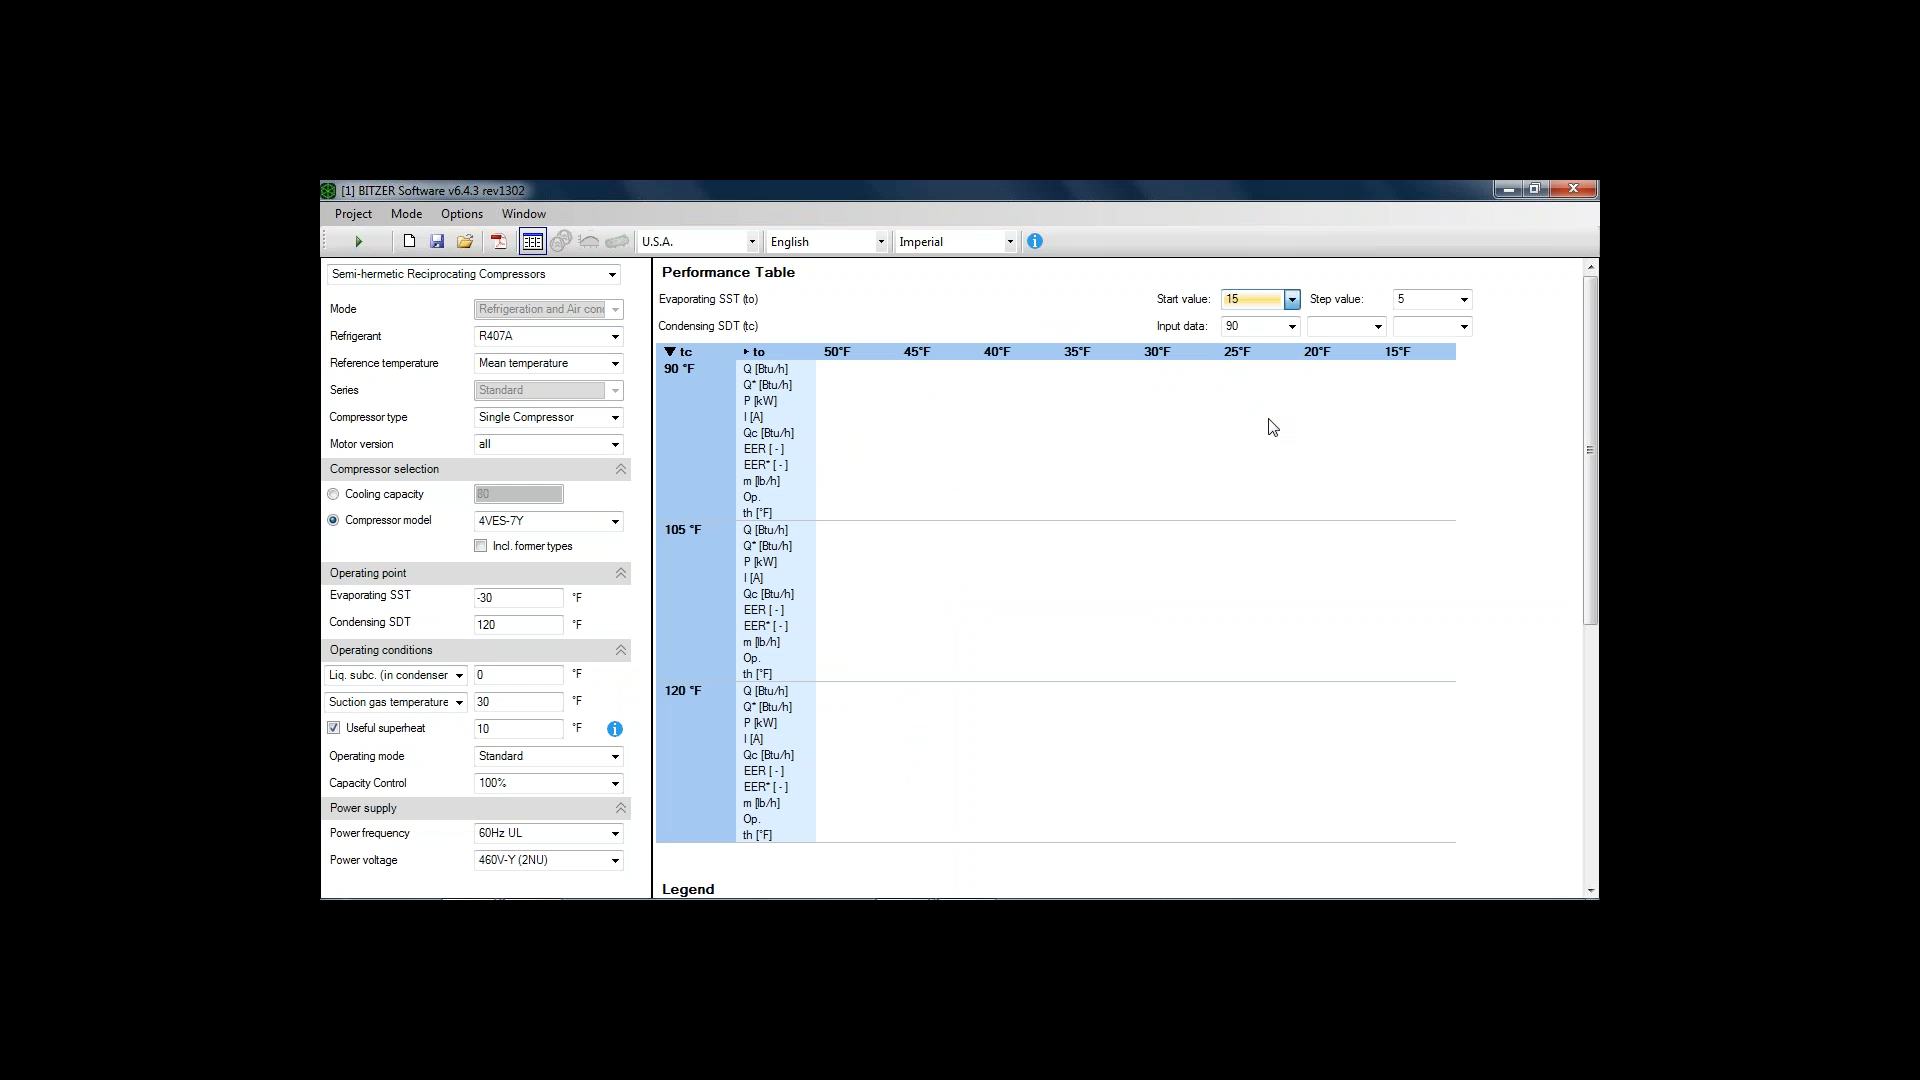 [1] BITZER Software v6.4.3 rev1302
Project Mode Options Window
U.S.A. English Imperial
Semi-hermetic Reciprocating Compressors
Mode Refrigeration and Air con
Refrigerant R407A
Reference temperature Mean temperature
Series Standard
Compressor type Single Compressor
Motor version all
Compressor selection
Cooling capacity 80
Compressor model 4VES-7Y
Incl. former types
Operating point
Evaporating SST -30 °F
Condensing SDT 120 °F
Operating conditions
Liq. subc. (in condenser 0 °F
Suction gas temperature 30 °F
Useful superheat 10 °F
Operating mode Standard
Capacity Control 100%
Power supply
Power frequency 60Hz UL
Power voltage 460V-Y (2NU)
Performance Table
Evaporating SST (to) Start value: 15 Step value: 5
Condensing SDT (tc) Input data: 90
▼ tc ▸ to 50°F 45°F 40°F 35°F 30°F 25°F 20°F 15°F
90 °F Q [Btu/h]
Q* [Btu/h]
P [kW]
I [A]
Qc [Btu/h]
EER [ - ]
EER* [ - ]
m [lb/h]
Op.
th [°F]
105 °F Q [Btu/h]
Q* [Btu/h]
P [kW]
I [A]
Qc [Btu/h]
EER [ - ]
EER* [ - ]
m [lb/h]
Op.
th [°F]
120 °F Q [Btu/h]
Q* [Btu/h]
P [kW]
I [A]
Qc [Btu/h]
EER [ - ]
EER* [ - ]
m [lb/h]
Op.
th [°F]
Legend